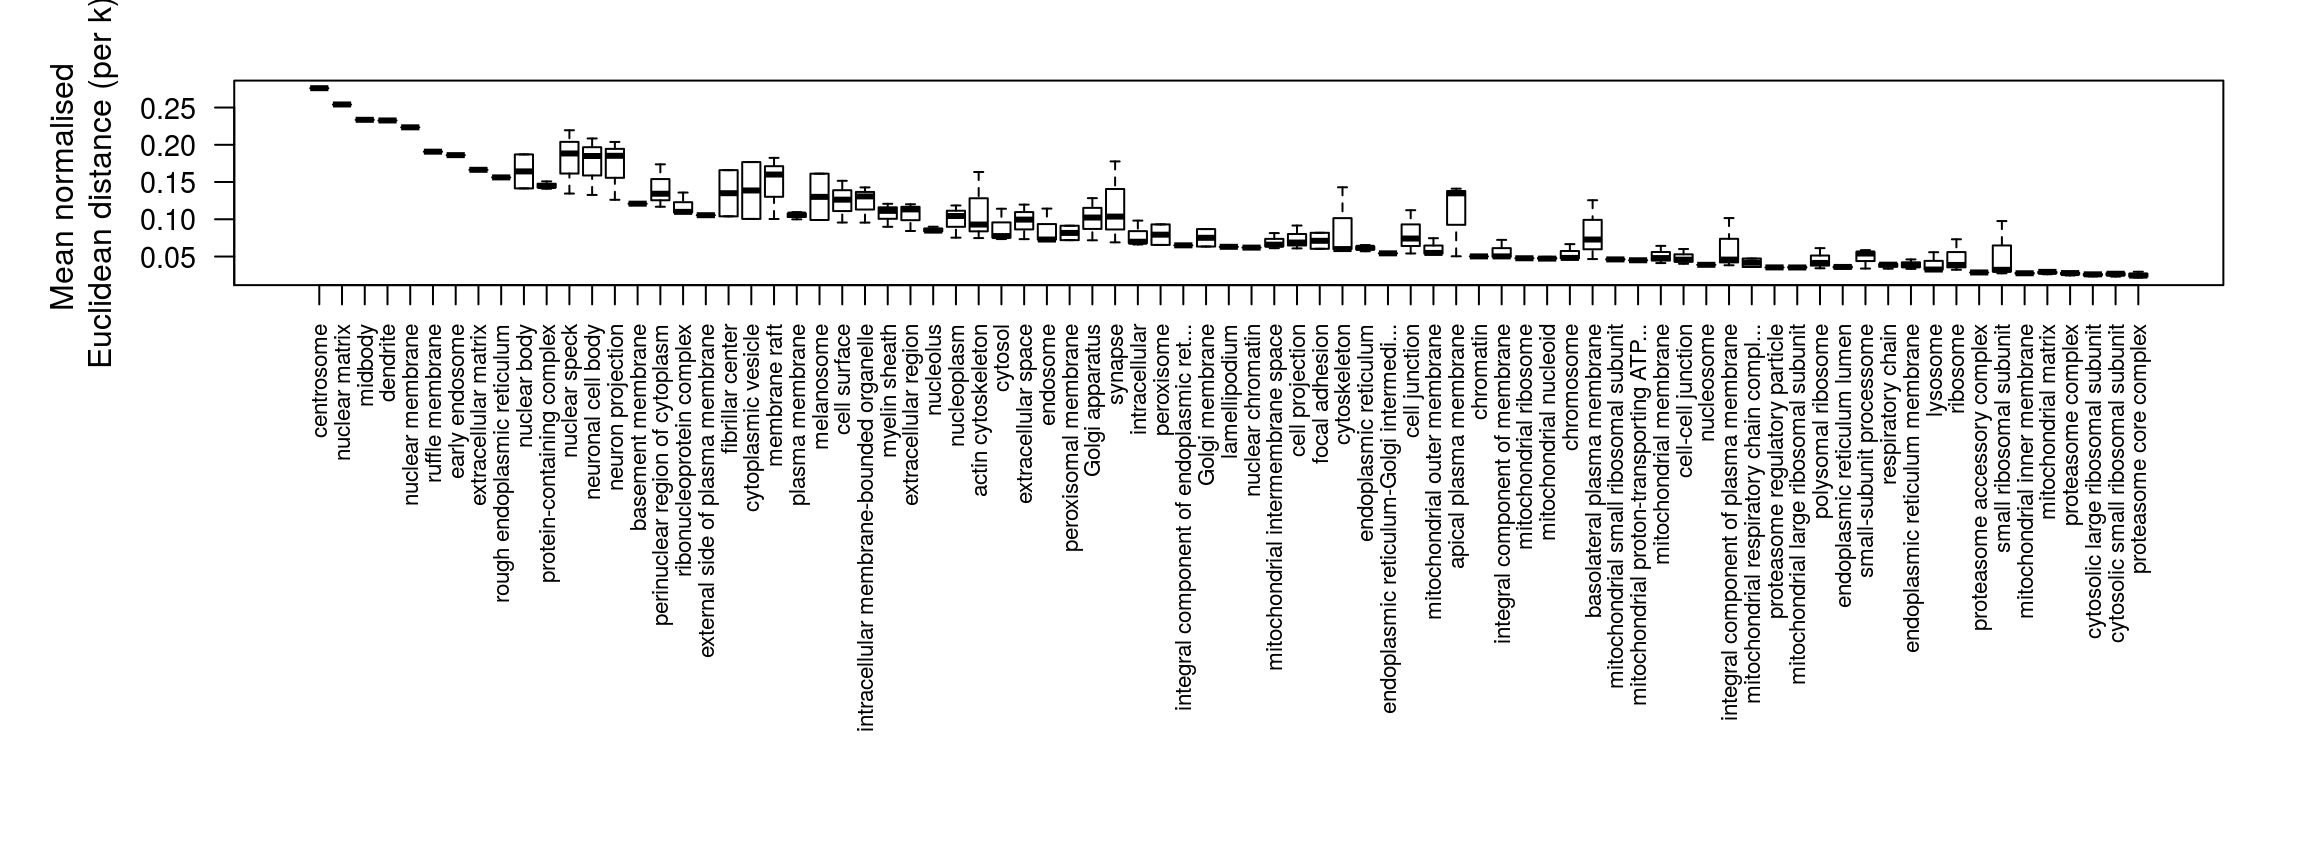 Mean normalised
Euclidean distance (per k)
0.25
0.20
0.15
0.10
0.05
centrosome
nuclear matrix
midbody
dendrite
nuclear membrane
ruffle membrane
early endosome
extracellular matrix
rough endoplasmic reticulum
nuclear body
protein-containing complex
nuclear speck
neuronal cell body
neuron projection
basement membrane
perinuclear region of cytoplasm
ribonucleoprotein complex
external side of plasma membrane
fibrillar center
cytoplasmic vesicle
membrane raft
plasma membrane
melanosome
cell surface
intracellular membrane-bounded organelle
myelin sheath
extracellular region
nucleolus
nucleoplasm
actin cytoskeleton
cytosol
extracellular space
endosome
peroxisomal membrane
Golgi apparatus
synapse
intracellular
peroxisome
integral component of endoplasmic ret...
Golgi membrane
lamellipodium
nuclear chromatin
mitochondrial intermembrane space
cell projection
focal adhesion
cytoskeleton
endoplasmic reticulum
endoplasmic reticulum-Golgi intermedi...
cell junction
mitochondrial outer membrane
apical plasma membrane
chromatin
integral component of membrane
mitochondrial ribosome
mitochondrial nucleoid
chromosome
basolateral plasma membrane
mitochondrial small ribosomal subunit
mitochondrial proton-transporting ATP...
mitochondrial membrane
cell-cell junction
nucleosome
integral component of plasma membrane
mitochondrial respiratory chain compl...
proteasome regulatory particle
mitochondrial large ribosomal subunit
polysomal ribosome
endoplasmic reticulum lumen
small-subunit processome
respiratory chain
endoplasmic reticulum membrane
lysosome
ribosome
proteasome accessory complex
small ribosomal subunit
mitochondrial inner membrane
mitochondrial matrix
proteasome complex
cytosolic large ribosomal subunit
cytosolic small ribosomal subunit
proteasome core complex